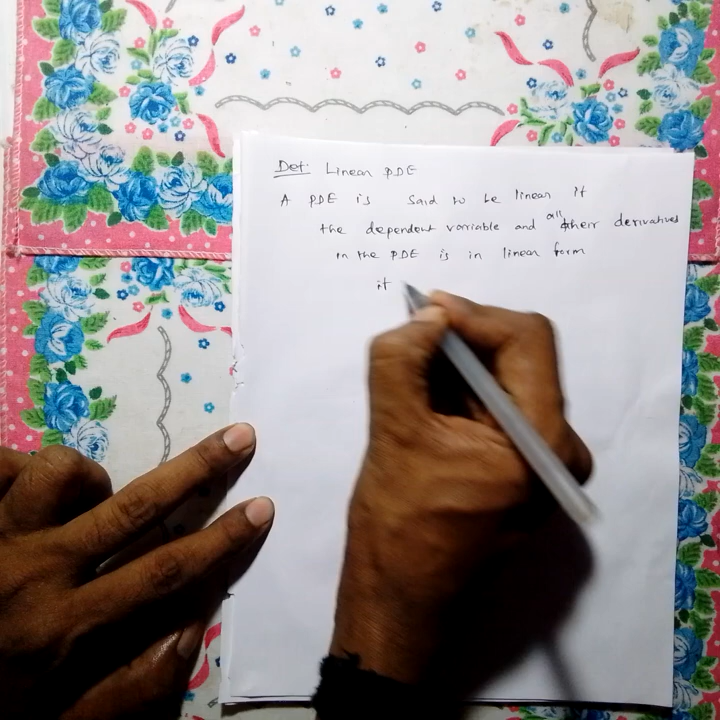 Def: Linear PDE
A PDE is said to be linear if
the dependent variable and all their derivatives
in the PDE is in linear form
if